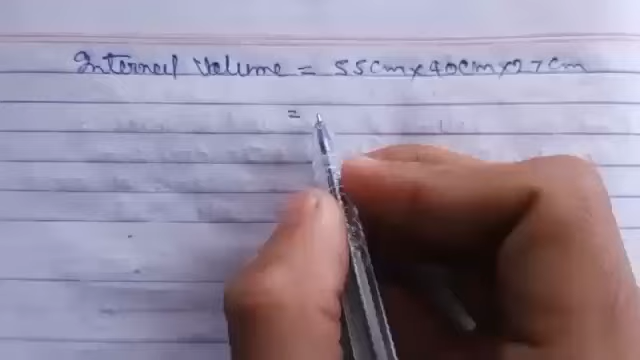 Internal Volume = 55cm×40cm×27cm
=